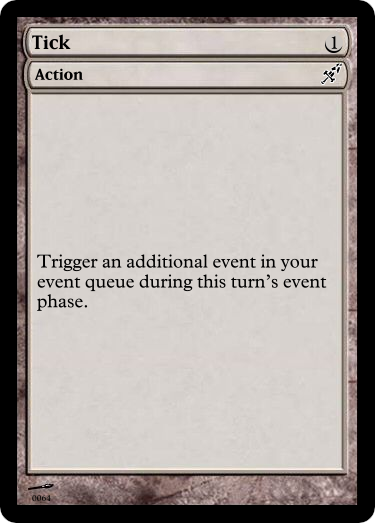 Tick 1
Action
Trigger an additional event in your
event queue during this turn's event
phase.
0064